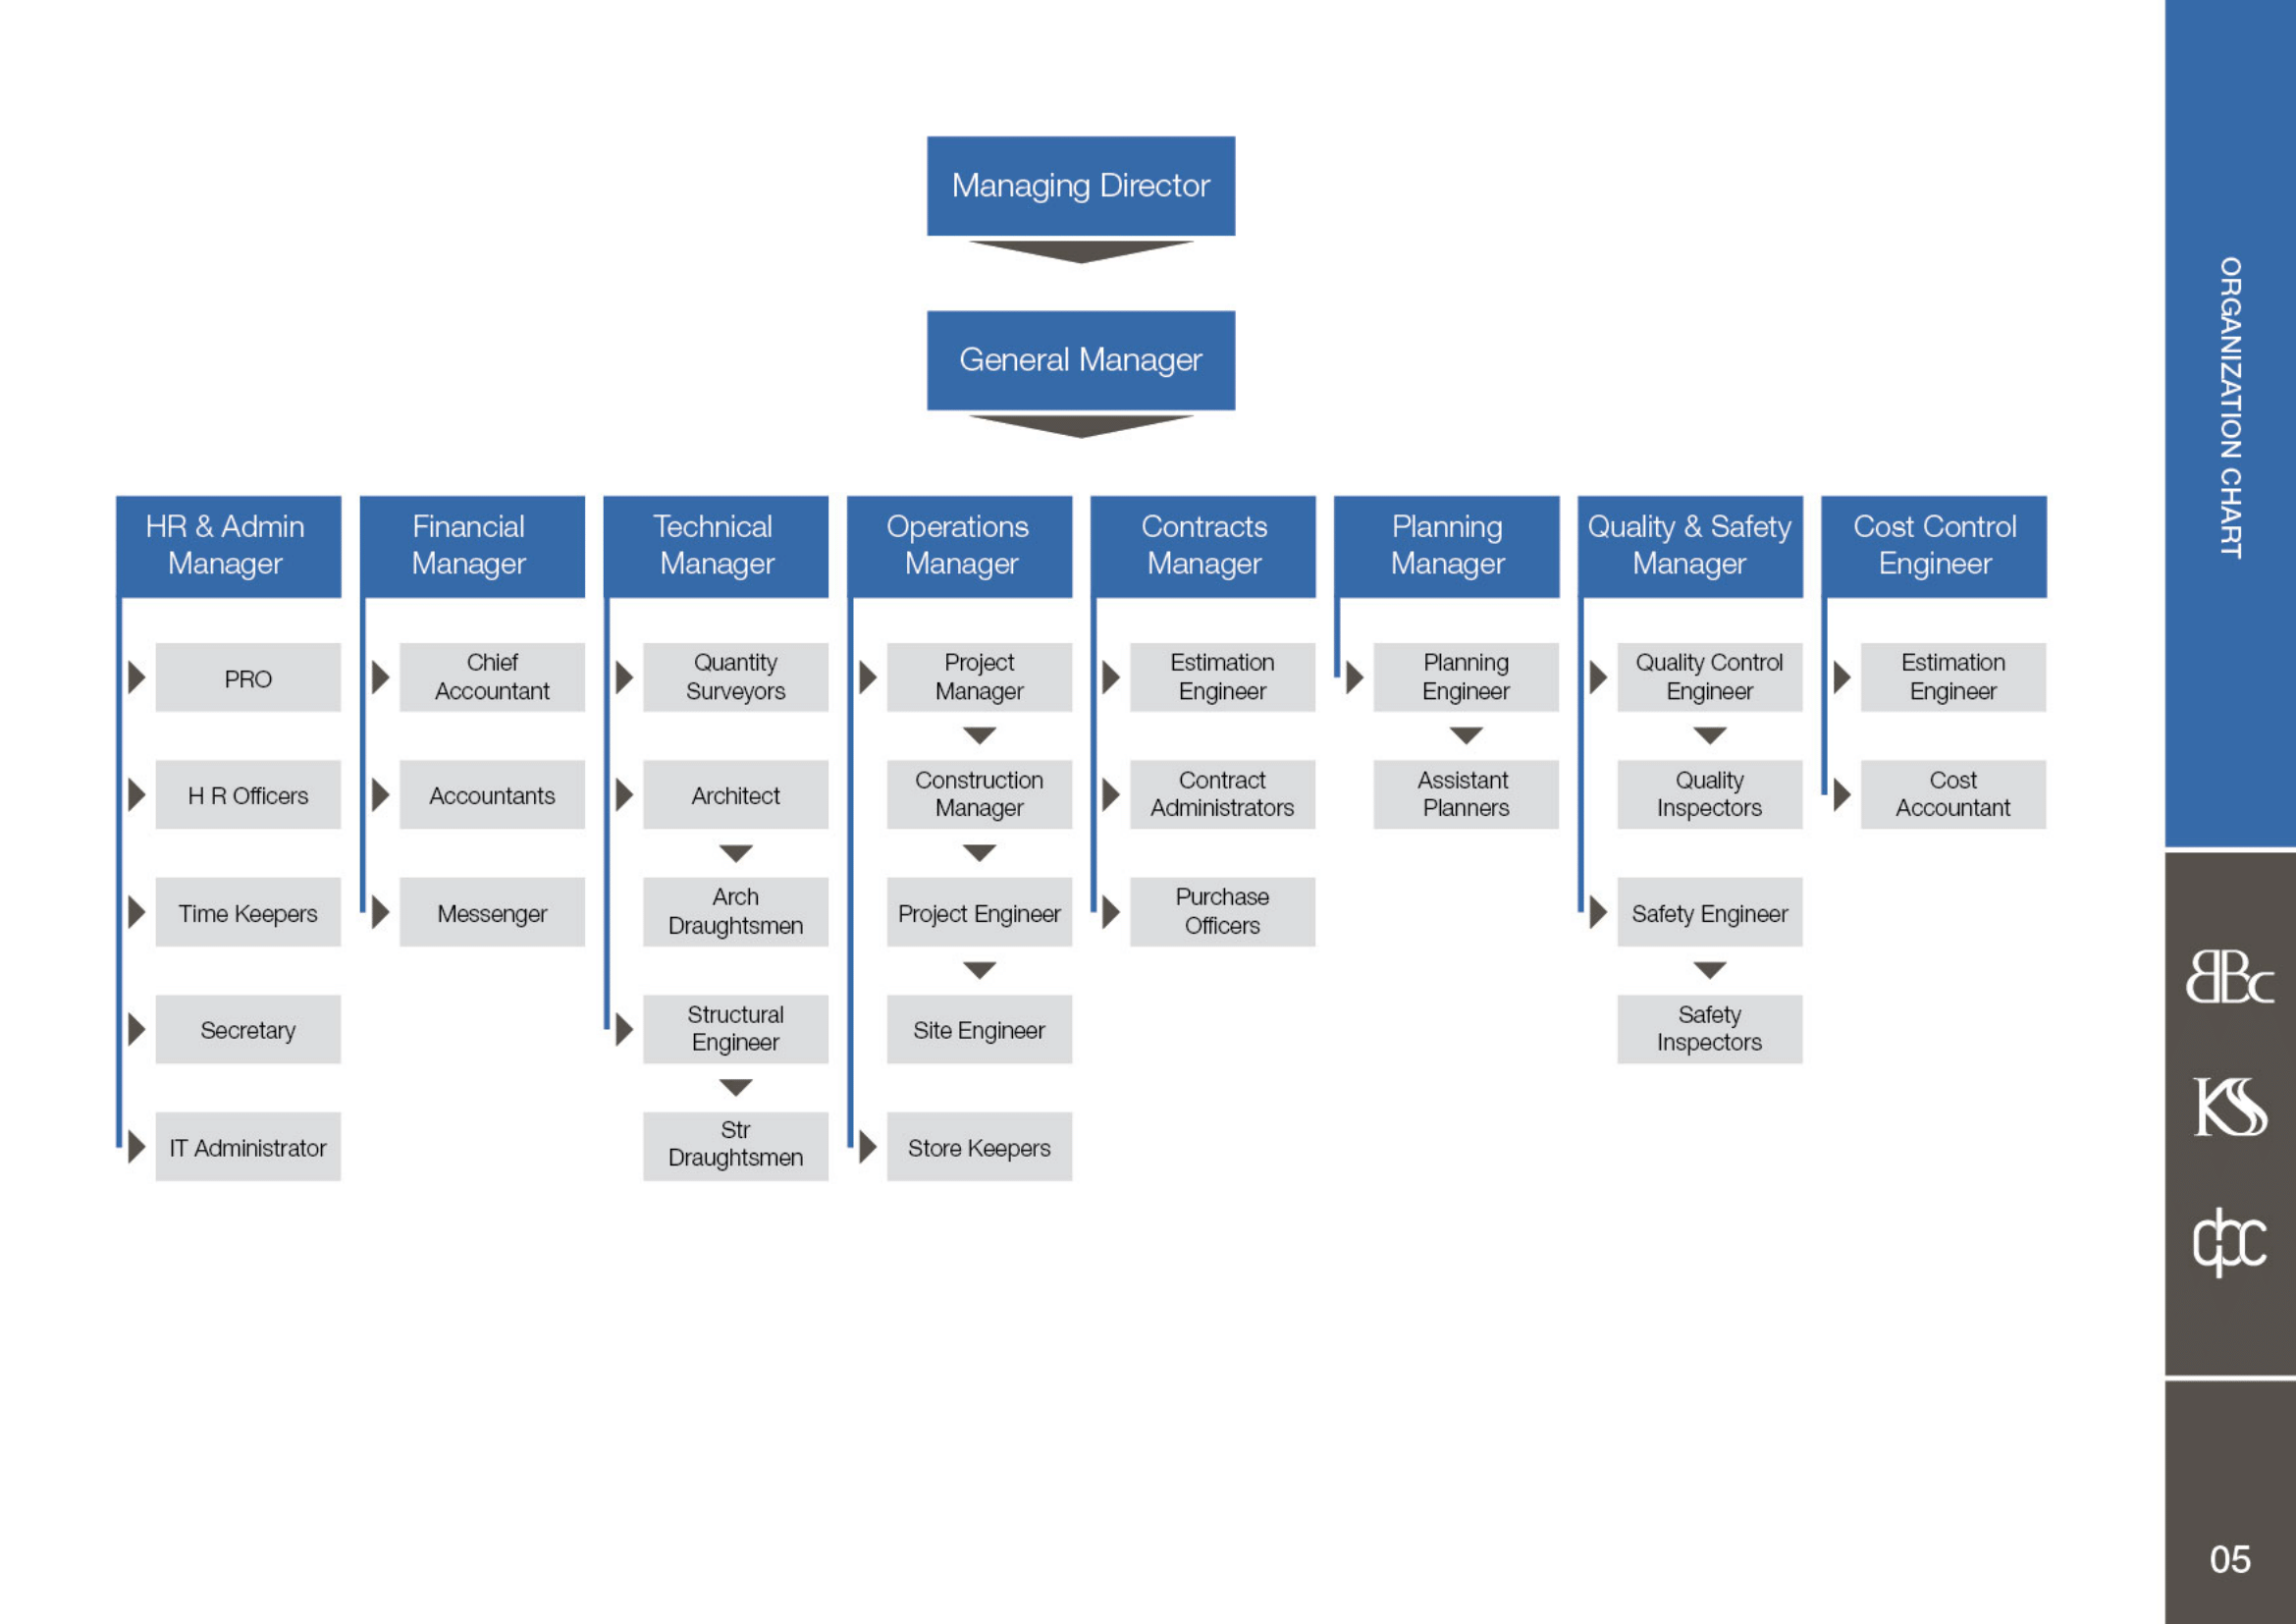 Managing Director
General Manager
HR & Admin
Manager
PRO
H R Officers
Time Keepers
Secretary
IT Administrator
Financial
Manager
Chief
Accountant
Accountants
Messenger
Technical
Manager
Quantity
Surveyors
Architect
Arch
Draughtsmen
Structural
Engineer
Str
Draughtsmen
Operations
Manager
Project
Manager
Construction
Manager
Project Engineer
Site Engineer
Store Keepers
Contracts
Manager
Estimation
Engineer
Contract
Administrators
Purchase
Officers
Planning
Manager
Planning
Engineer
Assistant
Planners
Quality & Safety
Manager
Quality Control
Engineer
Quality
Inspectors
Safety Engineer
Safety
Inspectors
Cost Control
Engineer
Estimation
Engineer
Cost
Accountant
ORGANIZATION CHART
BBC
KS
05